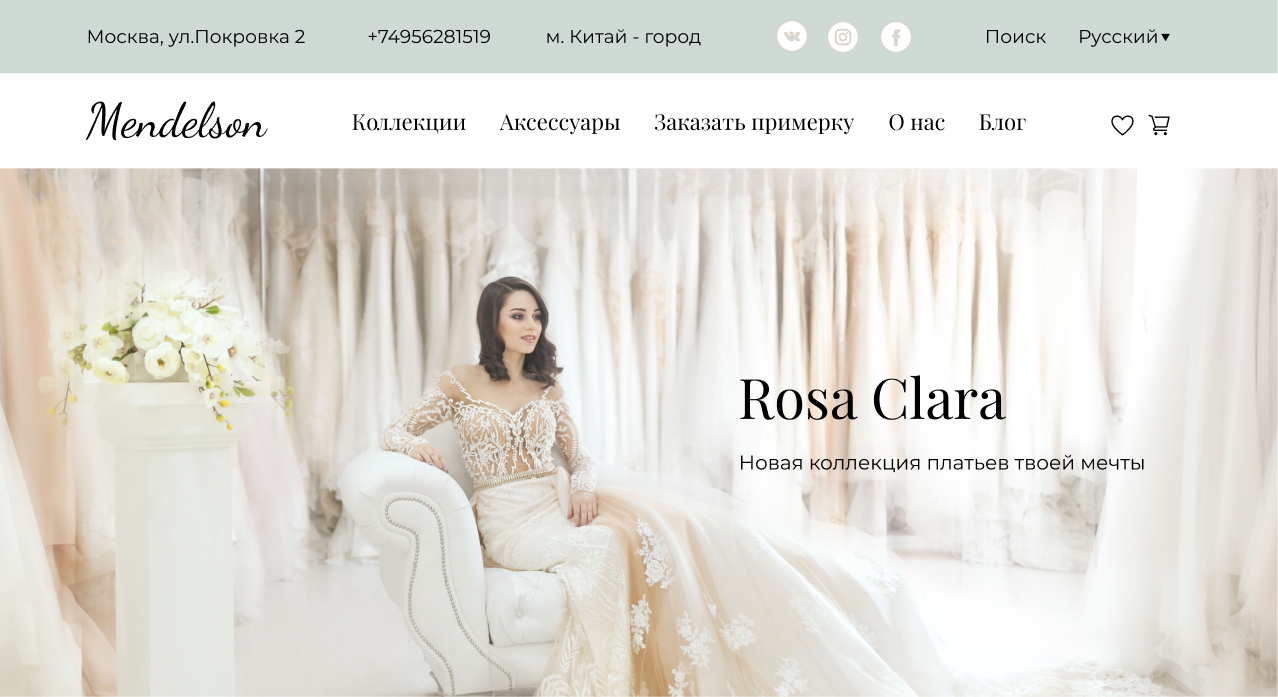 Москва, ул.Покровка 2 +74956281519 м. Китай - город Поиск Русский▾
Mendelson Коллекции Аксессуары Заказать примерку О нас Блог
Rosa Clara
Новая коллекция платьев твоей мечты